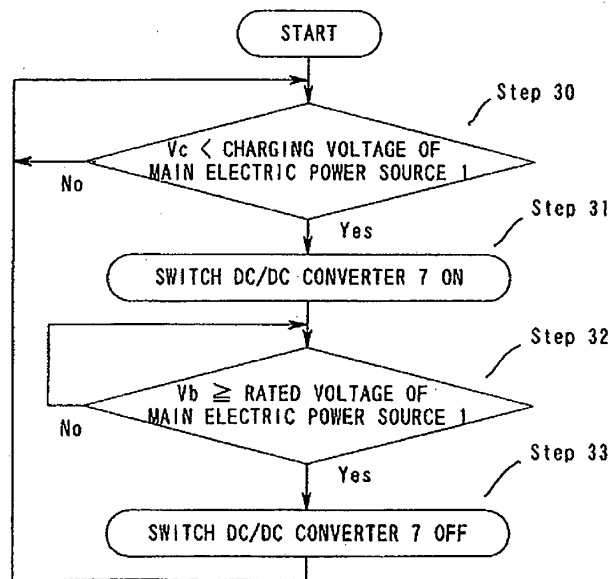 START
Step 30
Vc < CHARGING VOLTAGE OF
MAIN ELECTRIC POWER SOURCE 1
No
Yes
Step 31
SWITCH DC/DC CONVERTER 7 ON
Step 32
Vb ≧ RATED VOLTAGE OF
MAIN ELECTRIC POWER SOURCE 1
No
Yes
Step 33
SWITCH DC/DC CONVERTER 7 OFF